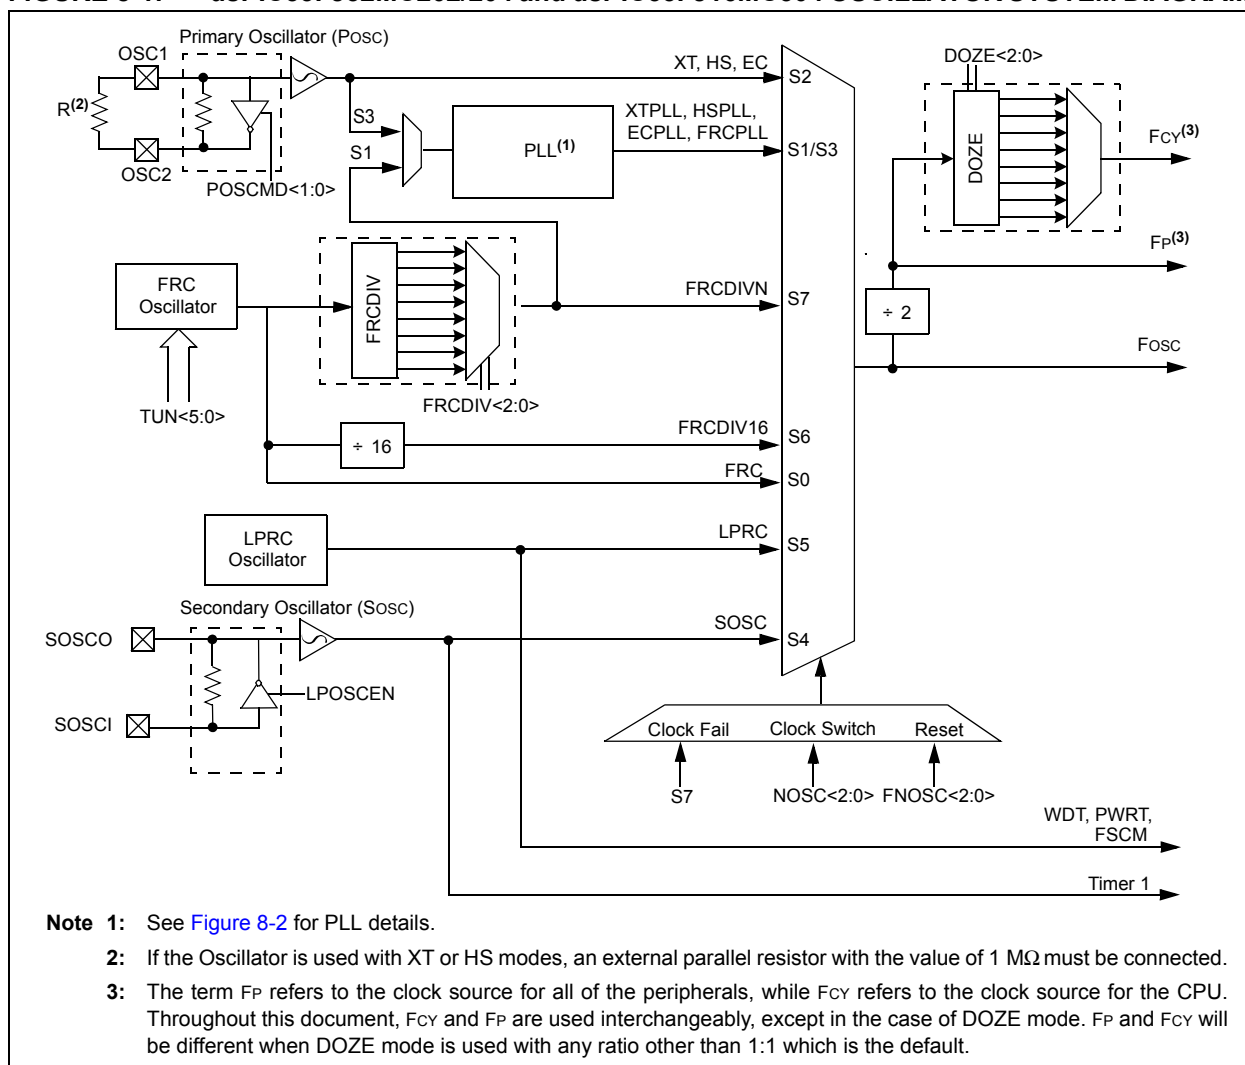 Primary Oscillator (POSC)
OSC1
R(2)
OSC2
POSCMD<1:0>
S3
S1
PLL(1)
XT, HS, EC
S2
XTPLL, HSPLL,
ECPLL, FRCPLL
S1/S3
DOZE<2:0>
DOZE
FCY(3)
FP(3)
÷ 2
FOSC
FRC
Oscillator
TUN<5:0>
FRCDIV
FRCDIV<2:0>
FRCDIVN
S7
÷ 16
FRCDIV16
S6
FRC
S0
LPRC
Oscillator
LPRC
S5
Secondary Oscillator (SOSC)
SOSCO
SOSCI
LPOSCEN
SOSC
S4
Clock Fail
Clock Switch
Reset
S7
NOSC<2:0>
FNOSC<2:0>
WDT, PWRT,
FSCM
Timer 1
Note 1: See Figure 8-2 for PLL details.
2: If the Oscillator is used with XT or HS modes, an external parallel resistor with the value of 1 MΩ must be connected.
3: The term FP refers to the clock source for all of the peripherals, while FCY refers to the clock source for the CPU.
Throughout this document, FCY and FP are used interchangeably, except in the case of DOZE mode. FP and FCY will
be different when DOZE mode is used with any ratio other than 1:1 which is the default.